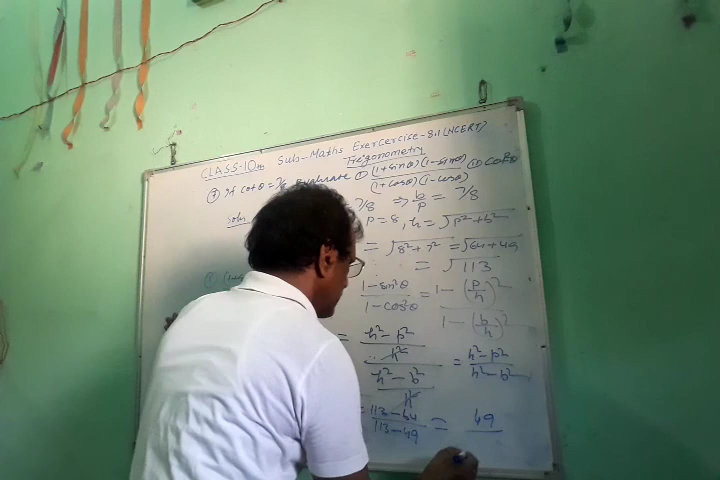 CLASS-10th Sub-Maths Exercercise-8.1 (NCERT)
Trigonometry
⑦ If cotθ = 7/8 evaluate ① (1+sinθ)(1-sinθ) / (1+cosθ)(1-cosθ) ⑪ cot²θ
Soln 7/8 ⇒ b/p = 7/8
P = 8, h = √p²+b²
= √8²+7² = √64+49
= √113
1-sin²θ / 1-cos²θ = 1-(p/h)² / 1-(b/h)²
= h²-p² / h² / h²-b² / h² = h²-p² / h²-b²
= 113-64 / 113-49 = 49